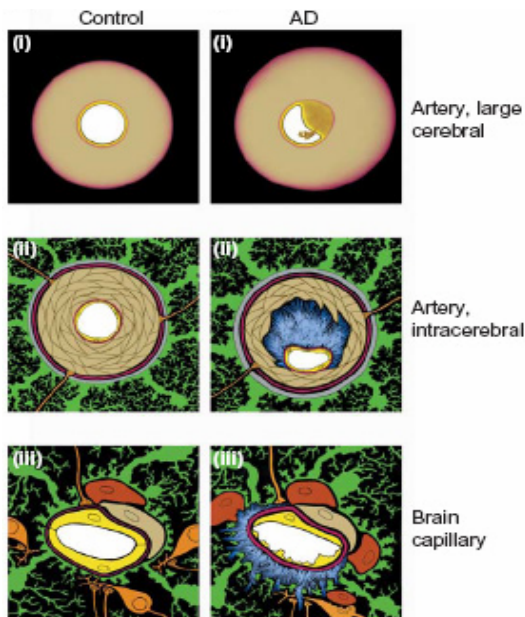 Control AD
(i) (i)
Artery, large
cerebral
(ii) (ii)
Artery,
intracerebral
(iii) (iii)
Brain
capillary